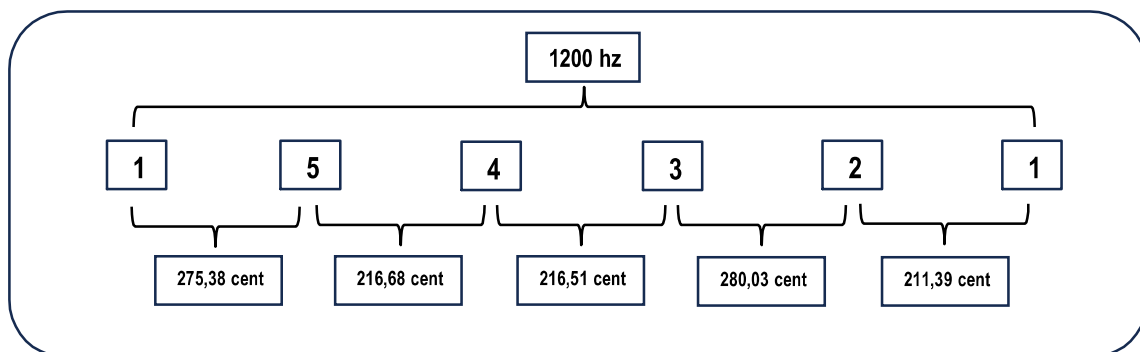 1200 hz
1 5 4 3 2 1
275,38 cent 216,68 cent 216,51 cent 280,03 cent 211,39 cent